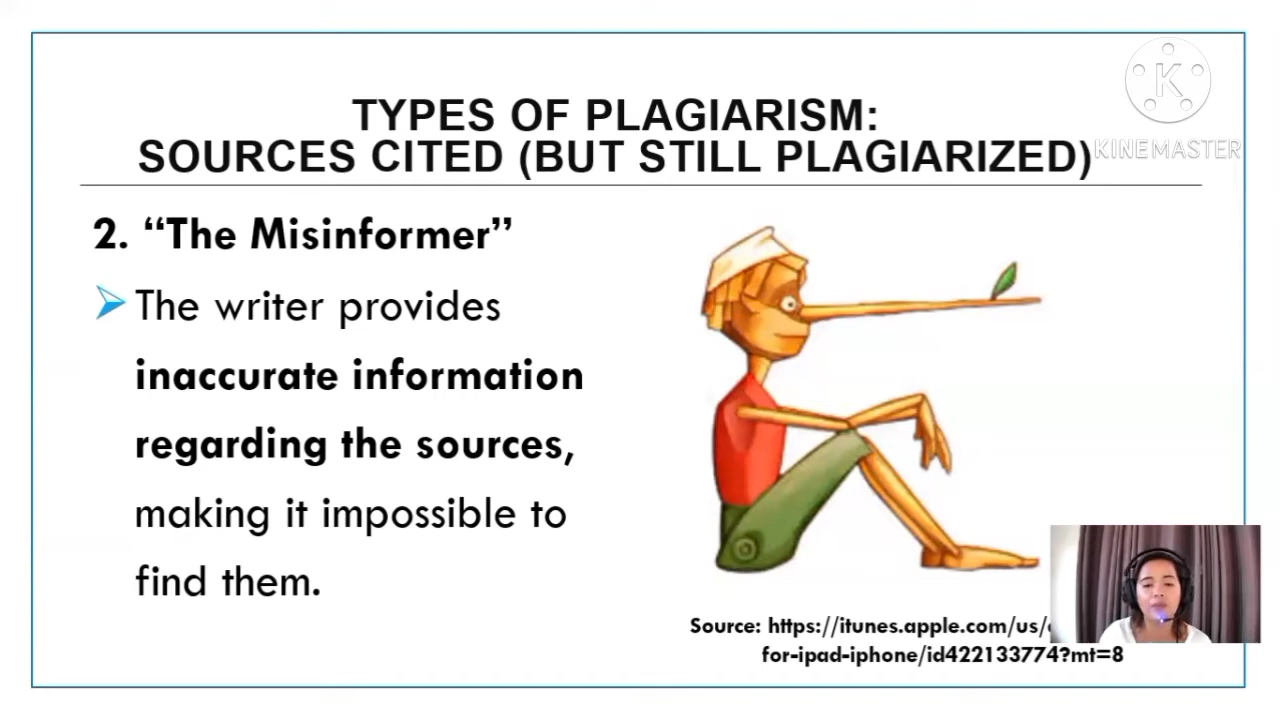 TYPES OF PLAGIARISM:
SOURCES CITED (BUT STILL PLAGIARIZED)
K
KINEMASTER
2. “The Misinformer”
The writer provides
inaccurate information
regarding the sources,
making it impossible to
find them.
Source: https://itunes.apple.com/us/
for-ipad-iphone/id422133774?mt=8